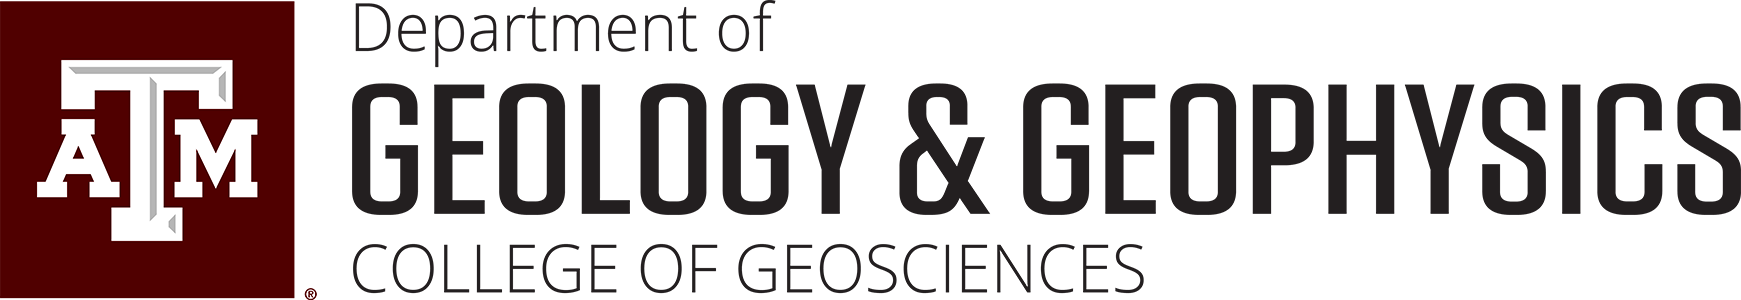 ATM
®
Department of
GEOLOGY & GEOPHYSICS
COLLEGE OF GEOSCIENCES